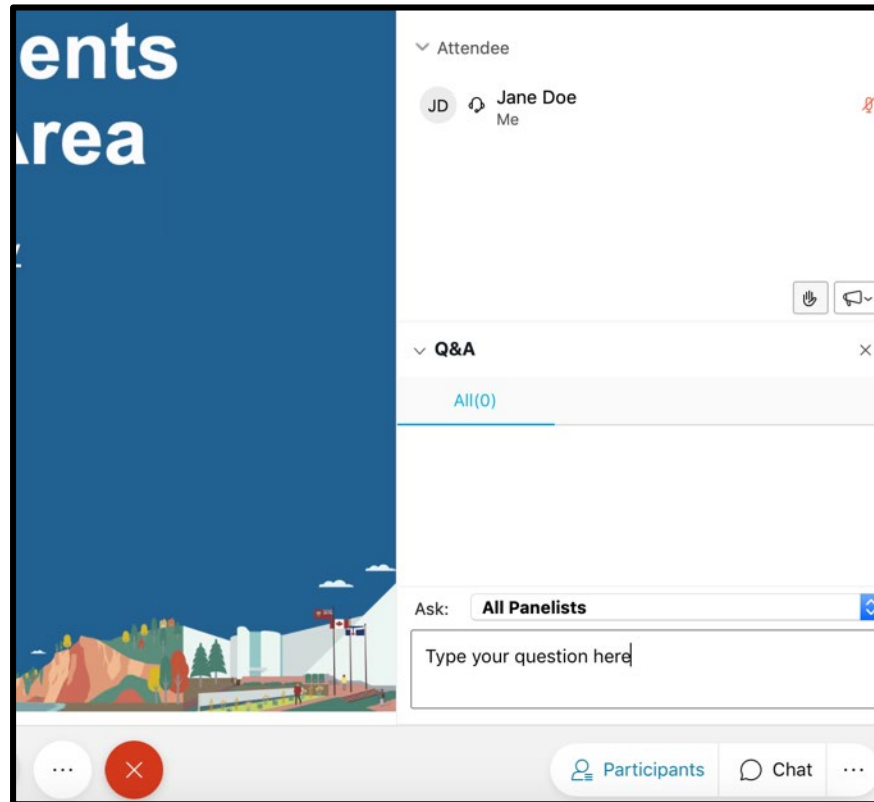 ents
Area
y
Attendee
JD
Jane Doe
Me
Q&A
All(0)
Ask:
All Panelists
Type your question here
Participants
Chat